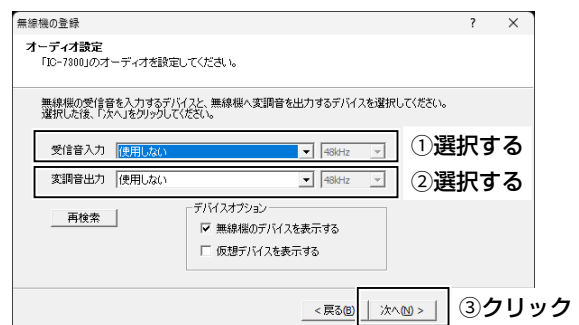 無線機の登録 ? ×
オーディオ設定
「IC-7300」のオーディオを設定してください。
無線機の受信音を入力するデバイスと、無線機へ変調音を出力するデバイスを選択してください。
選択した後、「次へ」をクリックしてください。
受信音入力 使用しない 48kHz ①選択する
変調音出力 使用しない 48kHz ②選択する
再検索
デバイスオプション
無線機のデバイスを表示する
仮想デバイスを表示する
< 戻る(B) 次へ(N) > ③クリック